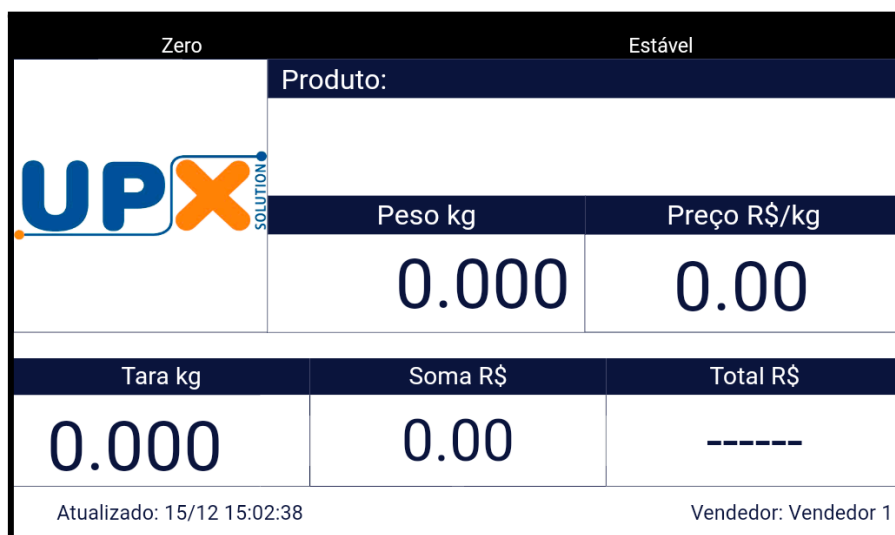 Zero Estável
Produto:
UPX
SOLUTION
Peso kg Preço R$/kg
0.000 0.00
Tara kg Soma R$ Total R$
0.000 0.00 ------
Atualizado: 15/12 15:02:38 Vendedor: Vendedor 1